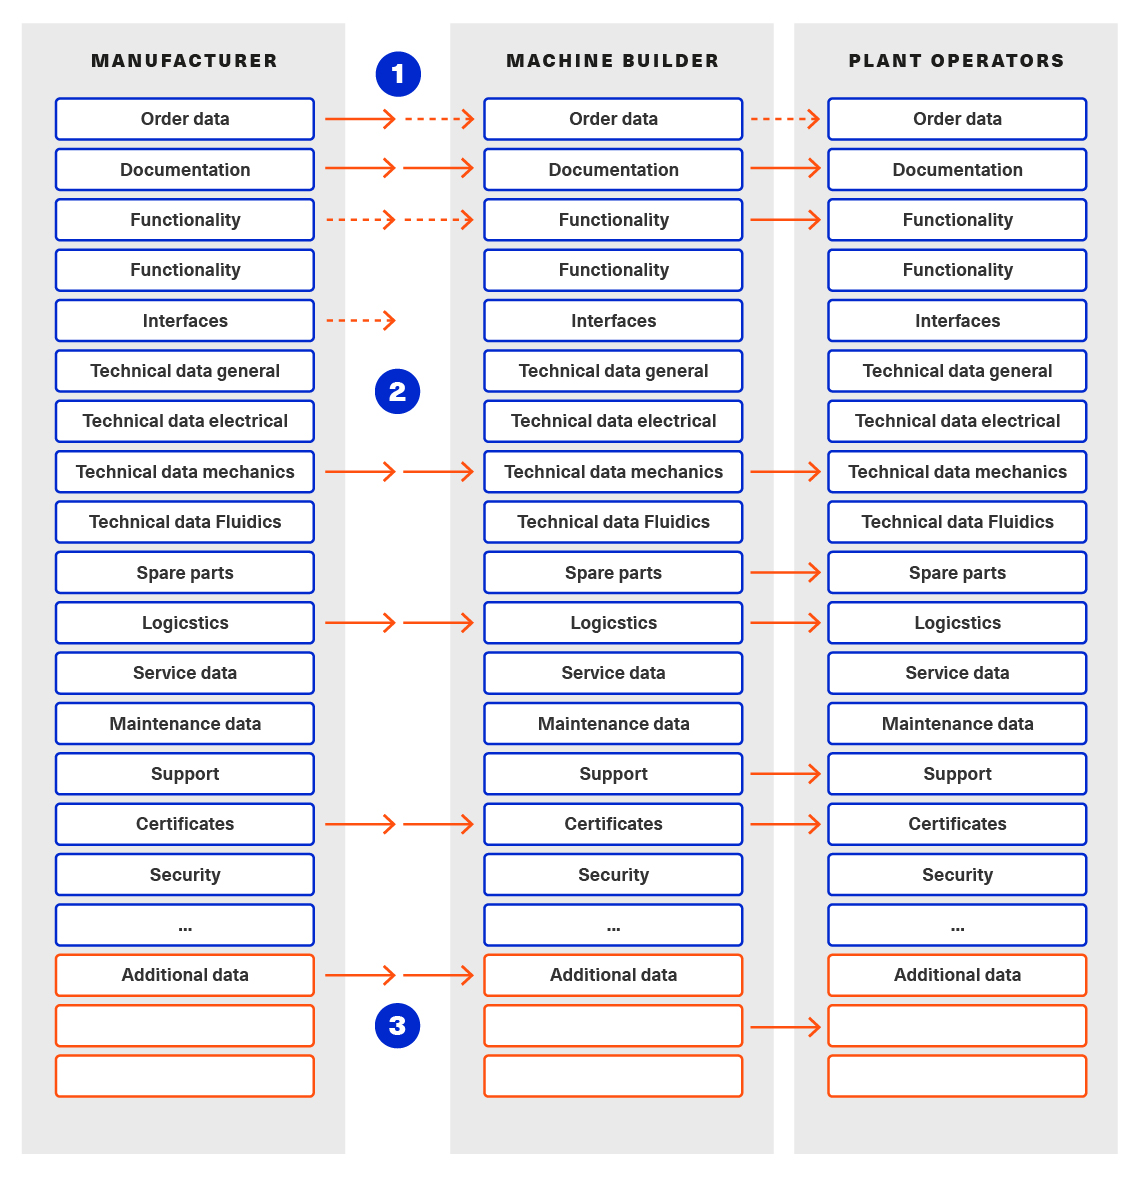 MANUFACTURER
Order data
Documentation
Functionality
Functionality
Interfaces
Technical data general
Technical data electrical
Technical data mechanics
Technical data Fluidics
Spare parts
Logicstics
Service data
Maintenance data
Support
Certificates
Security
...
Additional data
1
2
3
MACHINE BUILDER
Order data
Documentation
Functionality
Functionality
Interfaces
Technical data general
Technical data electrical
Technical data mechanics
Technical data Fluidics
Spare parts
Logicstics
Service data
Maintenance data
Support
Certificates
Security
...
Additional data
PLANT OPERATORS
Order data
Documentation
Functionality
Functionality
Interfaces
Technical data general
Technical data electrical
Technical data mechanics
Technical data Fluidics
Spare parts
Logicstics
Service data
Maintenance data
Support
Certificates
Security
...
Additional data